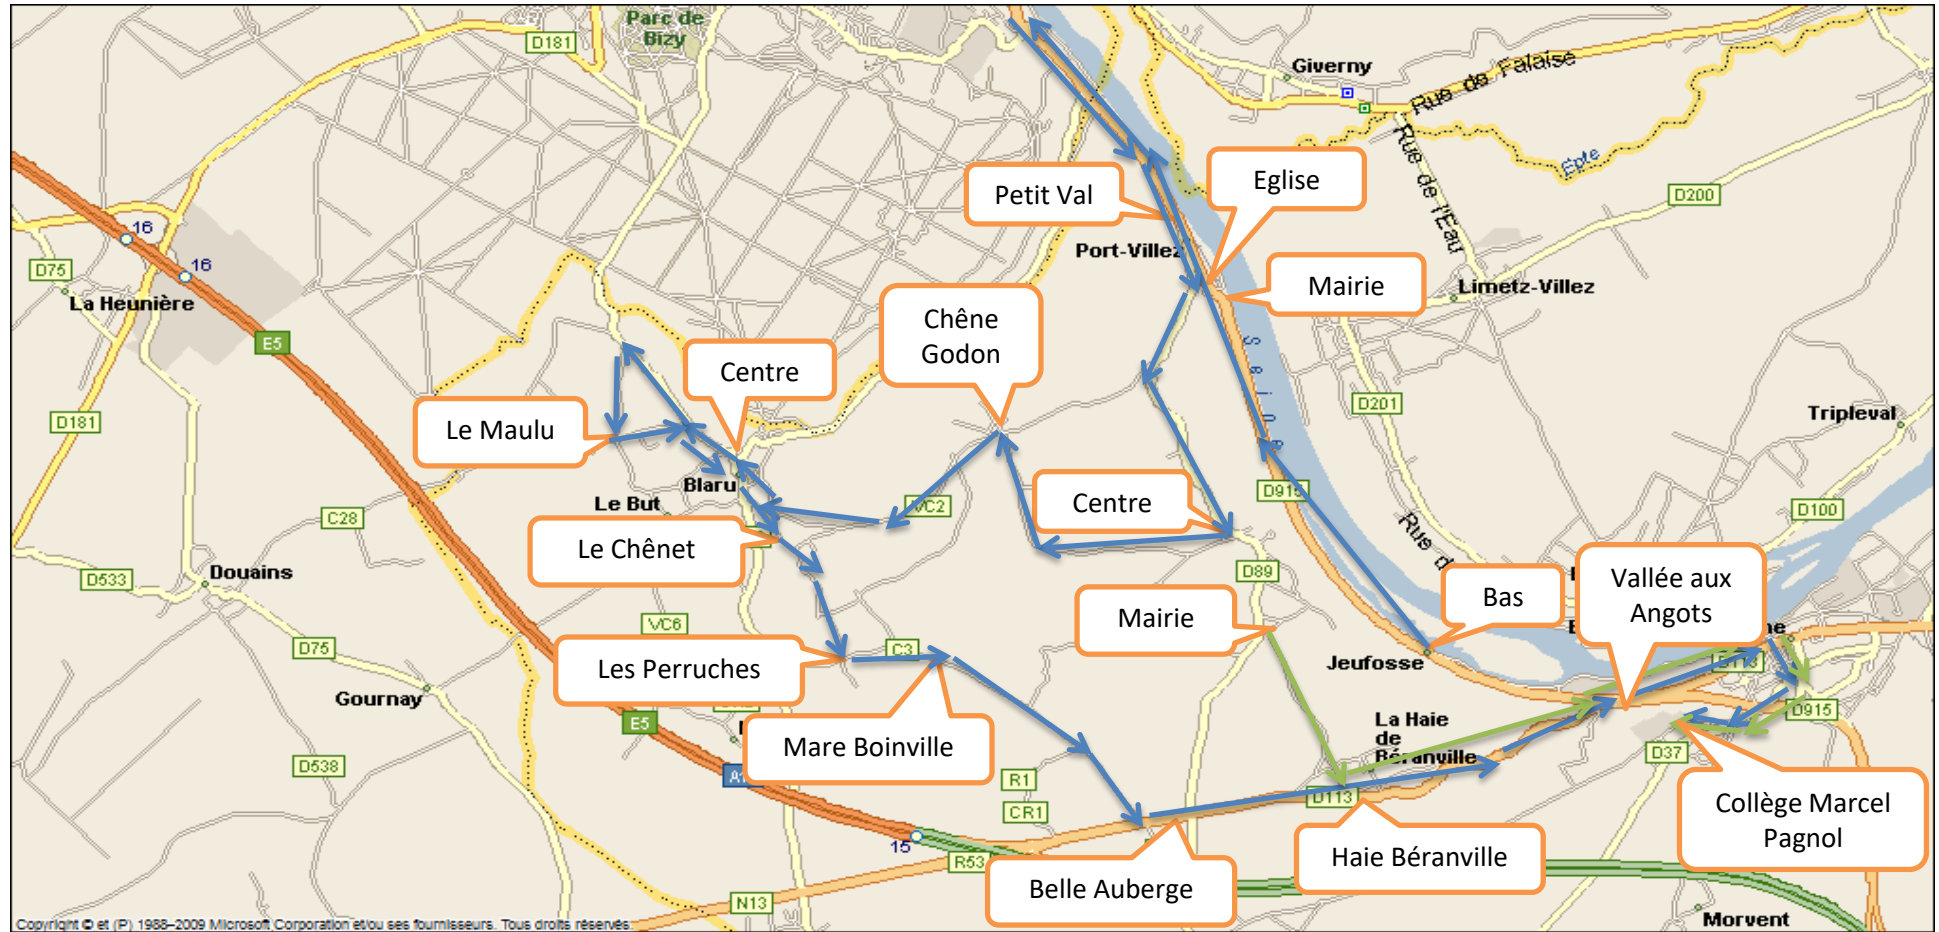 Parc de
Bizy
D181
Giverny
Rue de Falaise
Rue de l'Eau
Epte
D200
Petit Val
Eglise
Port-Villez
Mairie
Limetz-Villez
16
16
D75
La Heunière
E5
Chêne
Godon
Centre
Seine
D201
Tripleval
D181
Le Maulu
Blaru
Le But
VC2
Centre
D915
C28
D100
Rue d
Le Chênet
Douains
D533
D89
Vallée aux
Angots
Bas
Mairie
VC6
D75
Les Perruches
C3
Jeufosse
ne
D113
Gournay
E5
La Haie
de
Béranville
D915
Mare Boinville
D37
D538
A1
R1
CR1
D113
Collège Marcel
Pagnol
15
R53
Haie Béranville
Belle Auberge
N13
Morvent
Copyright © et (P) 1988–2009 Microsoft Corporation et/ou ses fournisseurs. Tous droits réservés.